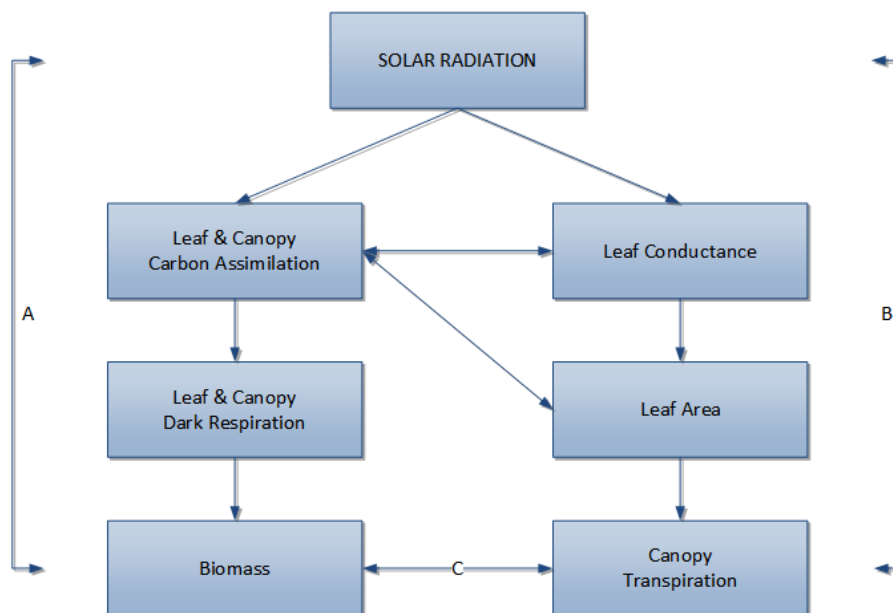 SOLAR RADIATION
Leaf & Canopy
Carbon Assimilation
Leaf Conductance
A
B
Leaf & Canopy
Dark Respiration
Leaf Area
Biomass
C
Canopy
Transpiration